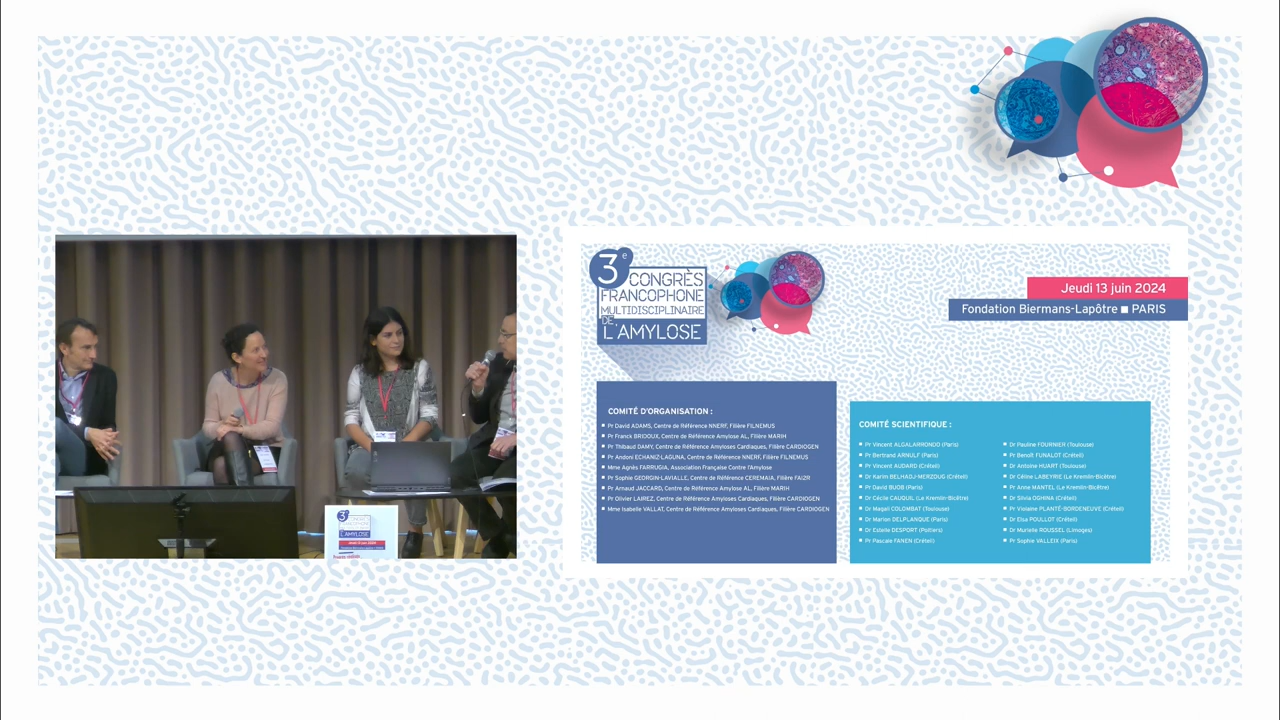 3e
CONGRÈS
FRANCOPHONE
MULTIDISCIPLINAIRE
DE
L'AMYLOSE
Jeudi 13 juin 2024
Fondation Biermans-Lapôtre ■ PARIS
COMITÉ D'ORGANISATION :
Pr David ADAMS, Centre de Référence NNERF, Filière FILNEMUS
Pr Franck BRIDOUX, Centre de Référence Amylose AL, Filière MARIH
Pr Thibaud DAMY, Centre de Référence Amyloses Cardiaques, Filière CARDIOGEN
Pr Andoni ECHANIZ-LAGUNA, Centre de Référence NNERF, Filière FILNEMUS
Mme Agnès FARRUGIA, Association Française Contre l'Amylose
Pr Sophie GEORGIN-LAVIALLE, Centre de Référence CEREMAIA, Filière FAI2R
Pr Arnaud JACCARD, Centre de Référence Amylose AL, Filière MARIH
Pr Olivier LAIREZ, Centre de Référence Amyloses Cardiaques, Filière CARDIOGEN
Mme Isabelle VALLAT, Centre de Référence Amyloses Cardiaques, Filière CARDIOGEN
COMITÉ SCIENTIFIQUE :
Pr Vincent ALGALARRONDO (Paris)
Pr Bertrand ARNULF (Paris)
Pr Vincent AUDARD (Créteil)
Dr Karim BELHADJ-MERZOUG (Créteil)
Pr David BUOB (Paris)
Dr Cécile CAUQUIL (Le Kremlin-Bicêtre)
Dr Magali COLOMBAT (Toulouse)
Dr Marion DELPLANQUE (Paris)
Dr Estelle DESPORT (Poitiers)
Pr Pascale FANEN (Créteil)
Dr Pauline FOURNIER (Toulouse)
Pr Benoît FUNALOT (Créteil)
Dr Antoine HUART (Toulouse)
Dr Céline LABEYRIE (Le Kremlin-Bicêtre)
Pr Anne MANTEL (Le Kremlin-Bicêtre)
Dr Silvia OGHINA (Créteil)
Pr Violaine PLANTÉ-BORDENEUVE (Créteil)
Dr Elsa POULLOT (Créteil)
Dr Murielle ROUSSEL (Limoges)
Pr Sophie VALLEIX (Paris)
3e
L'AMYLOSE